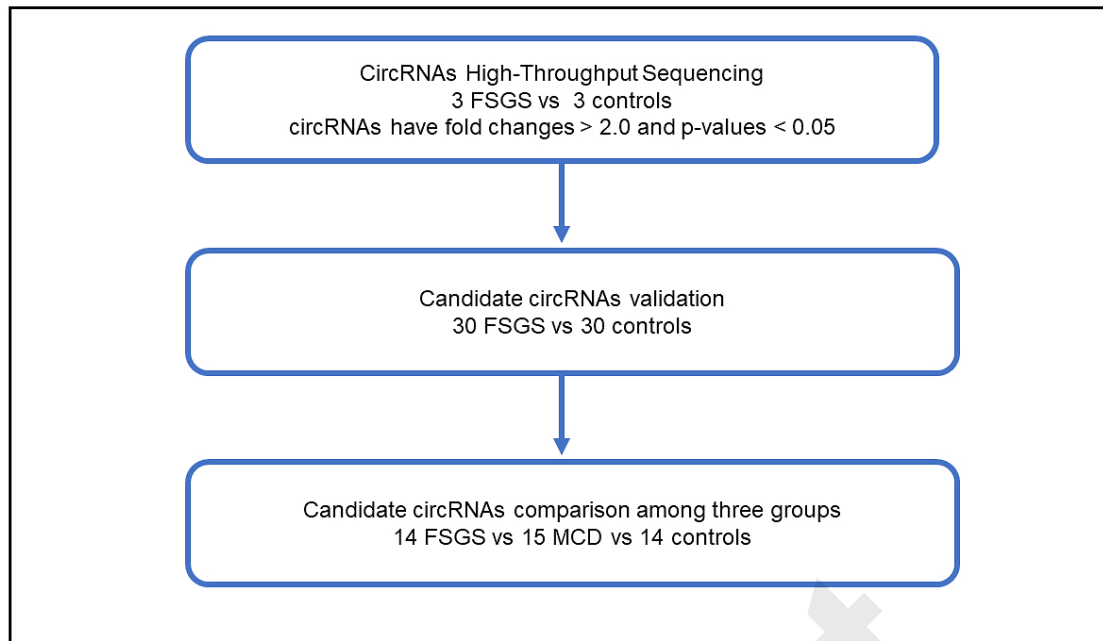 CircRNAs High-Throughput Sequencing
3 FSGS vs 3 controls
circRNAs have fold changes > 2.0 and p-values < 0.05
Candidate circRNAs validation
30 FSGS vs 30 controls
Candidate circRNAs comparison among three groups
14 FSGS vs 15 MCD vs 14 controls